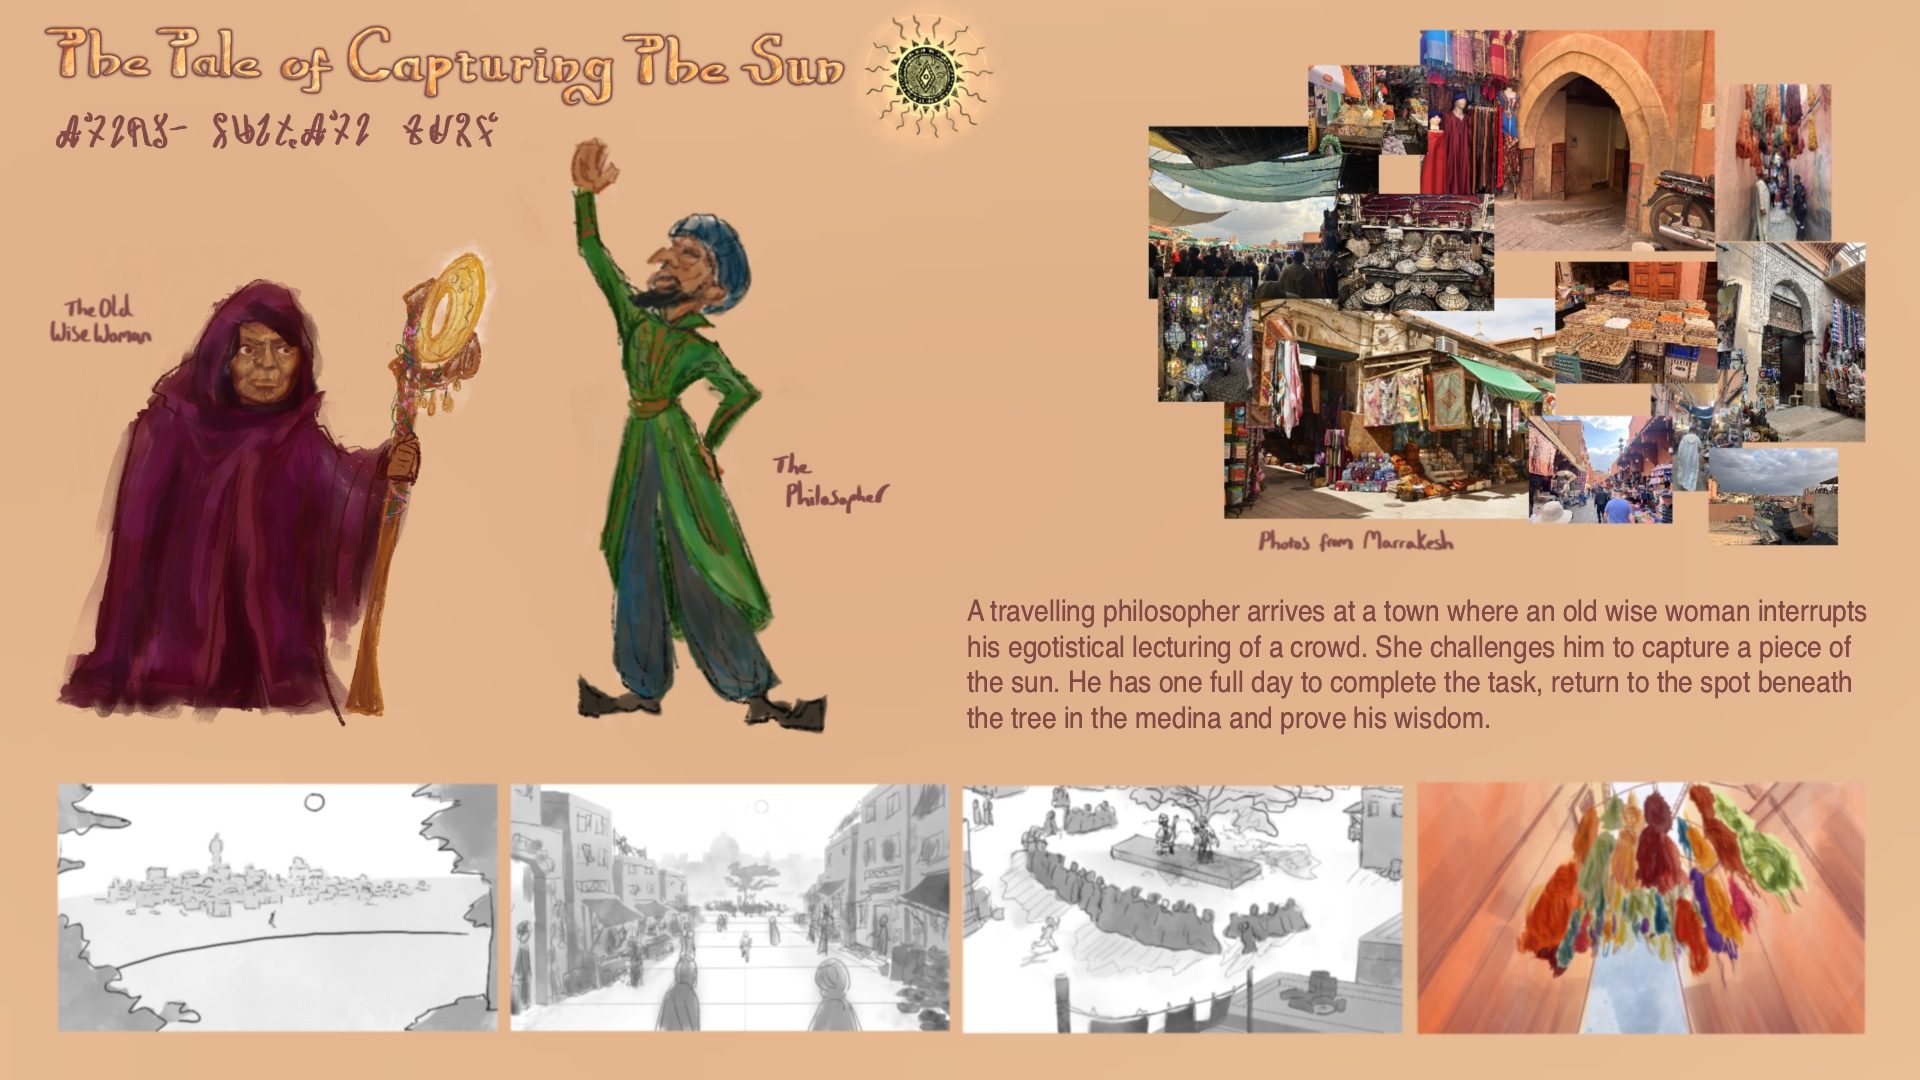 The Tale of Capturing The Sun
The Old
Wise Woman
The
Philosopher
Photos from Marrakesh
A travelling philosopher arrives at a town where an old wise woman interrupts
his egotistical lecturing of a crowd. She challenges him to capture a piece of
the sun. He has one full day to complete the task, return to the spot beneath
the tree in the medina and prove his wisdom.